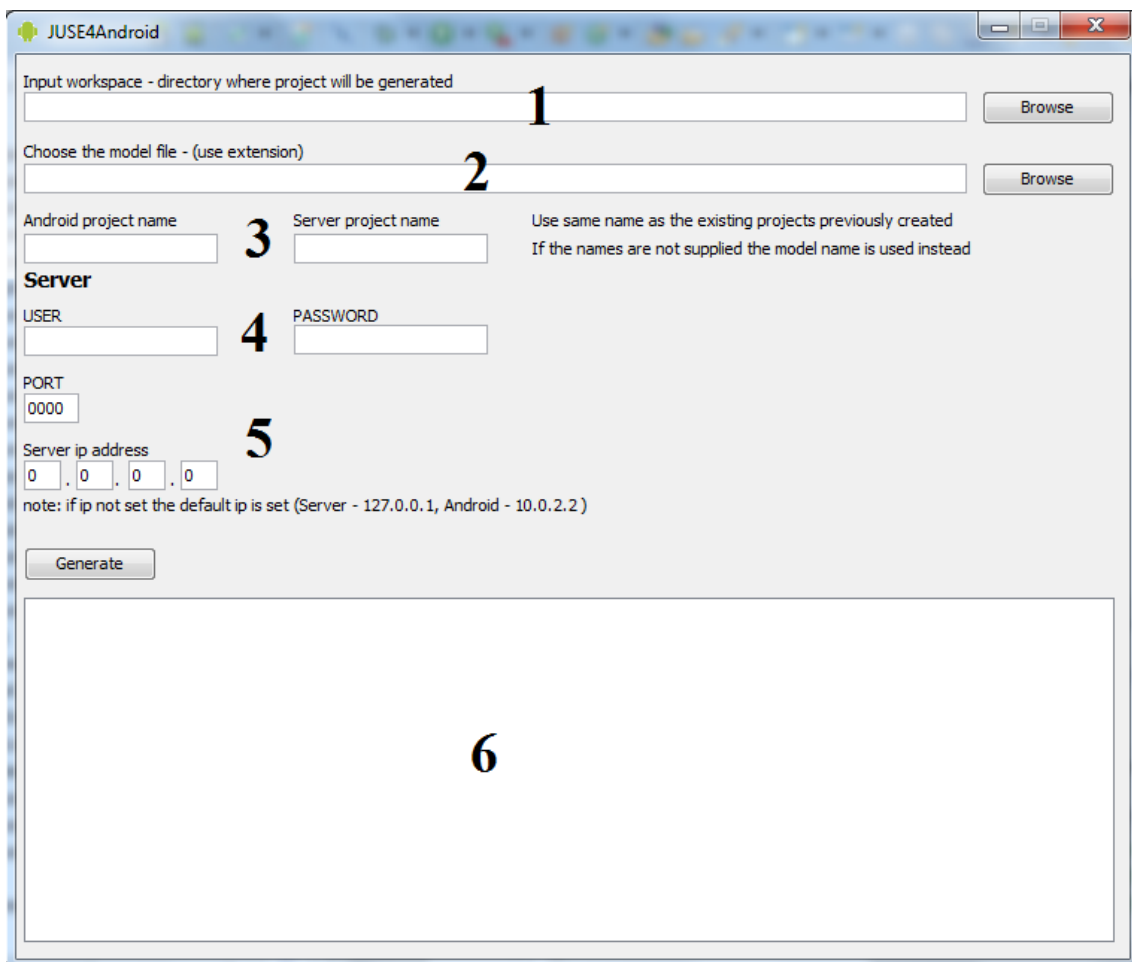 JUSE4Android
Input workspace - directory where project will be generated
1
Browse
Choose the model file - (use extension)
2
Browse
Android project name 3 Server project name Use same name as the existing projects previously created
If the names are not supplied the model name is used instead
Server
USER 4 PASSWORD
PORT
0000
5
Server ip address
0 . 0 . 0 . 0
note: if ip not set the default ip is set (Server - 127.0.0.1, Android - 10.0.2.2 )
Generate
6